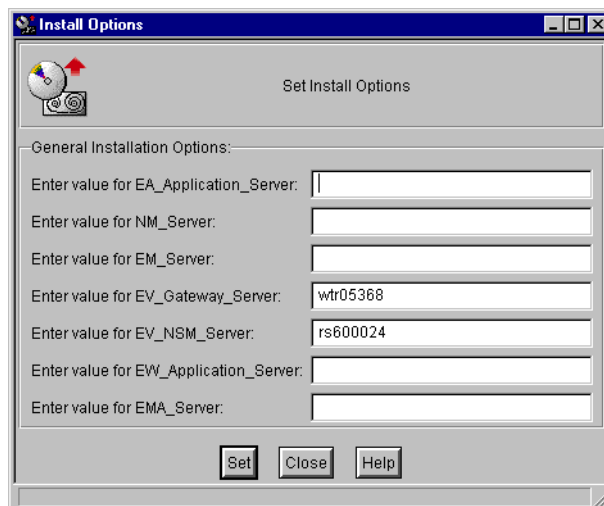 Install Options
Set Install Options
General Installation Options:
Enter value for EA_Application_Server:
Enter value for NM_Server:
Enter value for EM_Server:
Enter value for EV_Gateway_Server: wtr05368
Enter value for EV_NSM_Server: rs600024
Enter value for EW_Application_Server:
Enter value for EMA_Server:
Set Close Help